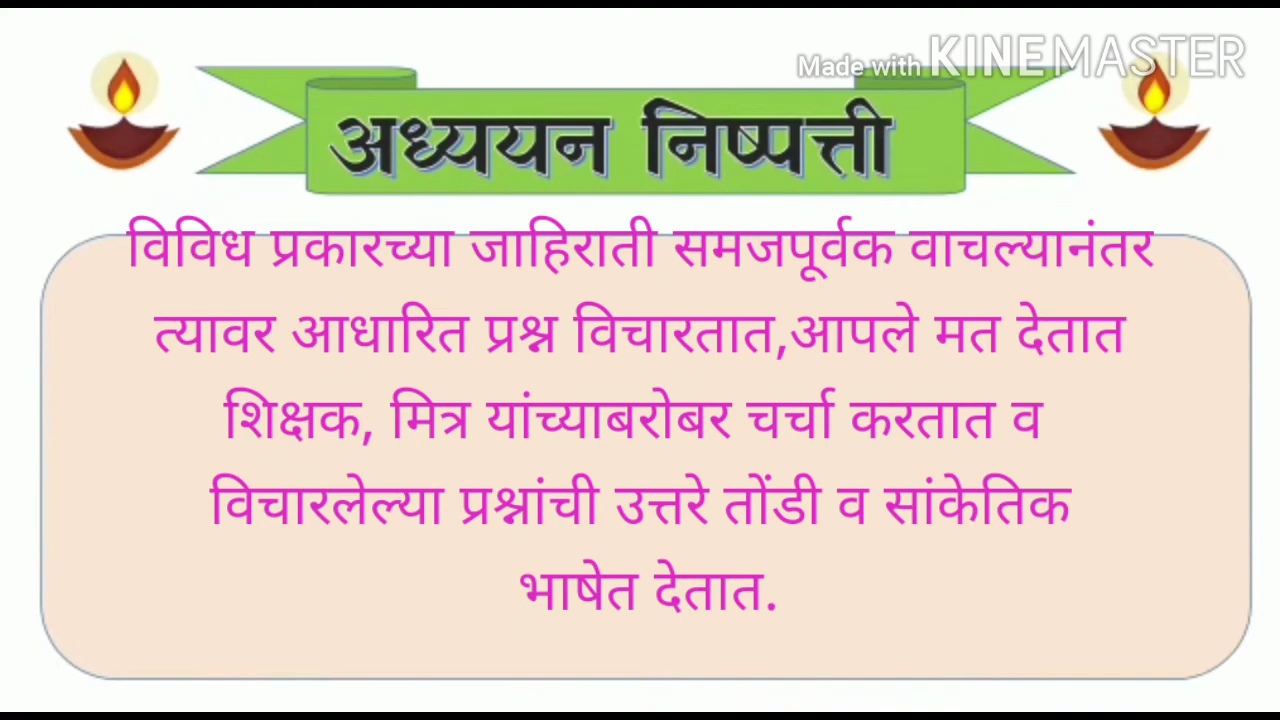 Made with KINEMASTER
अध्ययन निष्पत्ती
विविध प्रकारच्या जाहिराती समजपूर्वक वाचल्यानंतर
त्यावर आधारित प्रश्न विचारतात,आपले मत देतात
शिक्षक, मित्र यांच्याबरोबर चर्चा करतात व
विचारलेल्या प्रश्नांची उत्तरे तोंडी व सांकेतिक
भाषेत देतात.